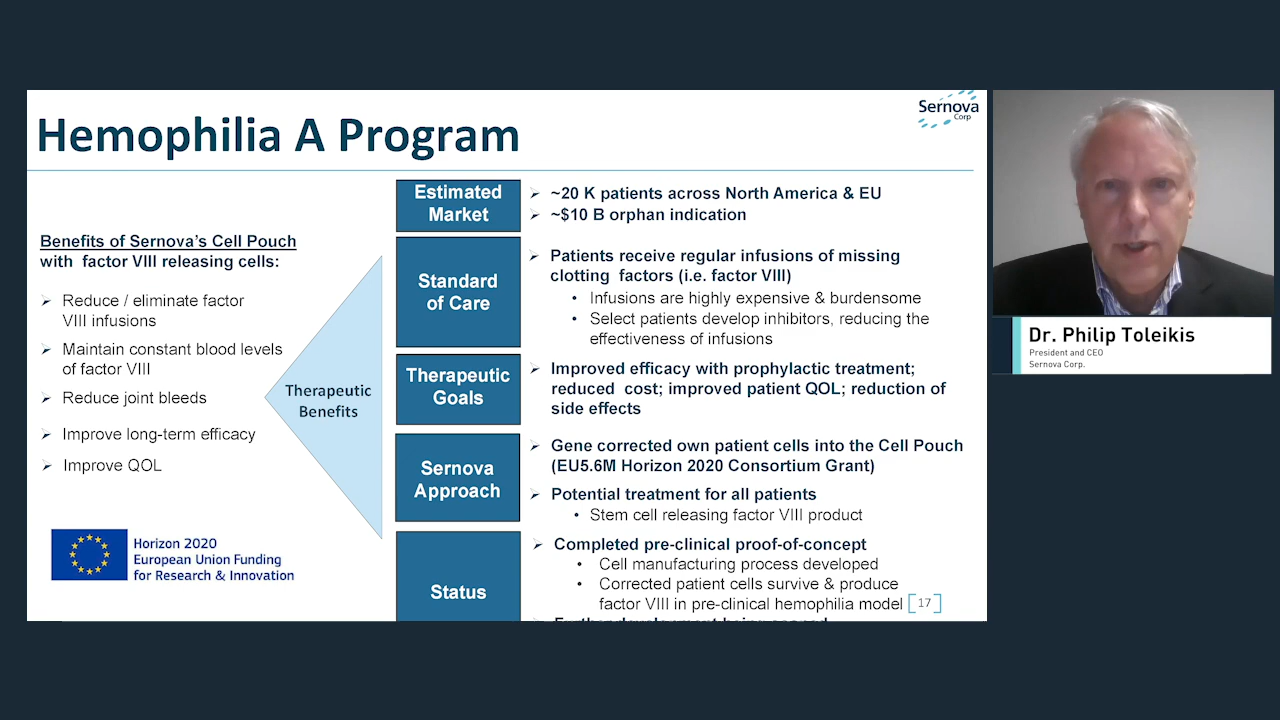 Sernova
Corp
Hemophilia A Program
Benefits of Sernova's Cell Pouch
with factor VIII releasing cells:
Reduce / eliminate factor
VIII infusions
Maintain constant blood levels
of factor VIII
Reduce joint bleeds
Improve long-term efficacy
Improve QOL
Horizon 2020
European Union Funding
for Research & Innovation
Therapeutic
Benefits
Estimated
Market
~20 K patients across North America & EU
~$10 B orphan indication
Standard
of Care
Patients receive regular infusions of missing
clotting factors (i.e. factor VIII)
Infusions are highly expensive & burdensome
Select patients develop inhibitors, reducing the
effectiveness of infusions
Therapeutic
Goals
Improved efficacy with prophylactic treatment;
reduced cost; improved patient QOL; reduction of
side effects
Sernova
Approach
Gene corrected own patient cells into the Cell Pouch
(EU5.6M Horizon 2020 Consortium Grant)
Potential treatment for all patients
Stem cell releasing factor VIII product
Status
Completed pre-clinical proof-of-concept
Cell manufacturing process developed
Corrected patient cells survive & produce
factor VIII in pre-clinical hemophilia model
17
Dr. Philip Toleikis
President and CEO
Sernova Corp.